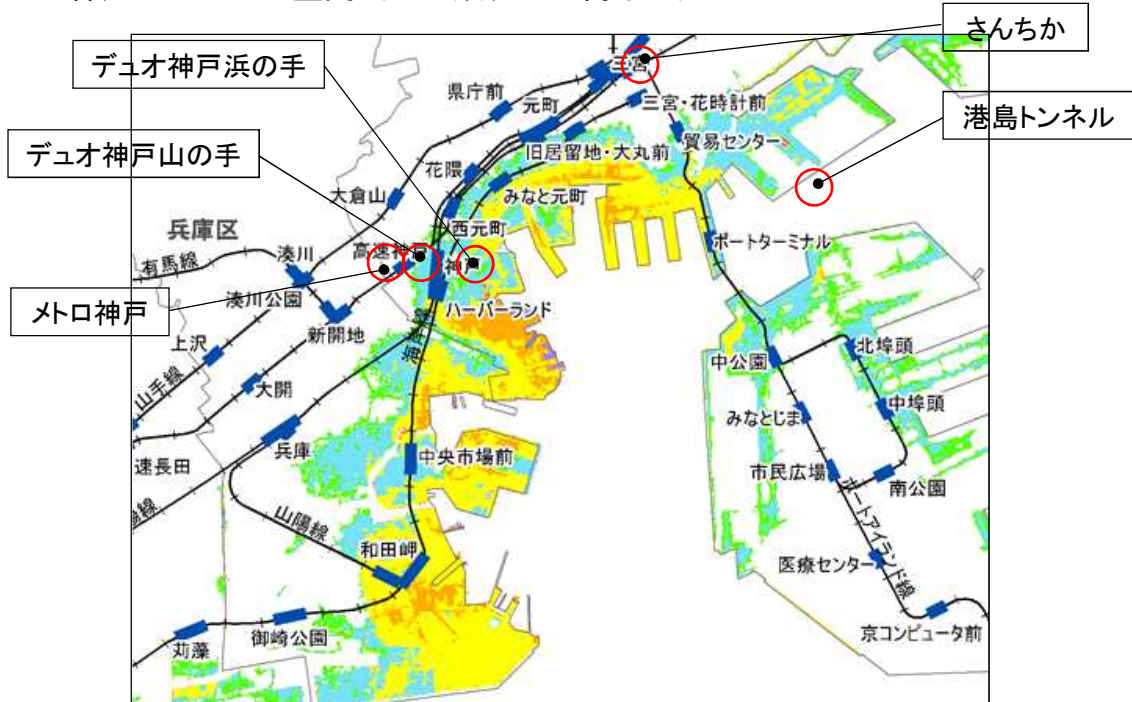 さんちか
デュオ神戸浜の手
港島トンネル
デュオ神戸山の手
メトロ神戸
三宮
県庁前
元町
三宮・花時計前
貿易センター
旧居留地・大丸前
花隈
みなと元町
大倉山
西元町
兵庫区
高速神戸
神戸
ポートターミナル
有馬線
湊川
湊川公園
ハーバーランド
新開地
海岸線
上沢
山手線
大開
中公園
北埠頭
中埠頭
みなとじま
兵庫
速長田
中央市場前
市民広場
南公園
山陽線
ポートアイランド線
和田岬
医療センター
御崎公園
苅藻
京コンピュータ前